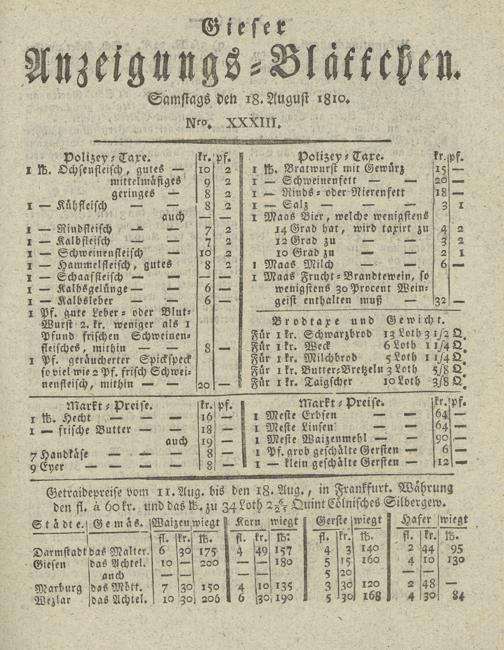 Gieser
Anzeigungs-Blättchen.
Samstags den 18. August 1810.
Nro. XXXIII.
Polizey-Taxe. kr. pf.
1 ℔. Ochsenfleisch, gutes — 10 2
mittelmäßiges 9 2
geringes — 8 2
1 — Kühfleisch — — 8 —
auch — —
1 — Rindfleisch — — 7 2
1 — Kalbfleisch — — 7 2
1 — Schweinenfleisch — 10 2
1 — Hammelfleisch, gutes 8 2
1 — Schaaffleisch — — — —
1 — Kalbsgelünge — — 6 —
1 — Kalbsleber — — 6 —
1 Pf. gute Leber- oder Blut-
Wurst 2. kr. weniger als 1
Pfund frischen Schweinen-
fleisches, mithin — — 8 —
1 Pf. geräucherter Spickspeck
so viel wie 2 Pf. frisch Schwei-
nenfleisch, mithin — — 20 —
Polizey-Taxe. kr. pf.
1 ℔. Bratwurst mit Gewürz 15 —
1 — Schweinenfett — — 20 —
1 — Rinds- oder Nierenfett 18 —
1 — Salz — — — 3 1
1 Maas Bier, welche wenigstens
14 Grad hat, wird taxirt zu 4 2
12 Grad zu — — 3 2
10 Grad zu — — 2 1
1 Maas Milch — — 6 —
1 Maas Frucht-Brandtewein, so
wenigstens 30 Procent Wein-
geist enthalten muß — 32 —
Brodtaxe und Gewicht.
Für 1 kr. Schwarzbrod 13 Loth 3 1/2 Q.
Für 1 kr. Weck 6 Loth 1 1/4 Q.
Für 1 kr. Milchbrod 5 Loth 1 1/4 Q.
Für 1 kr. Butter-Bretzeln 3 Loth 5/8 Q.
Für 1 kr. Taigscher 10 Loth 3/8 Q.
Markt-Preise. kr. pf.
1 ℔. Hecht — — — 16 —
1 — frische Butter — — 18 —
auch 19 —
7 Handkäse — — — 8 —
9 Eyer — — — 8 —
Markt-Preise. kr. pf.
1 Meste Erbsen — — 64 —
1 Meste Linsen — — 64 —
1 Meste Waizenmehl — — 90 —
1 Pf. grob geschälte Gersten — 6 —
1 — klein geschälte Gersten — 12 —
Getraidepreise vom 11. Aug. bis den 18. Aug., in Frankfurt. Währung
den fl. à 60 kr. und das ℔. zu 34 Loth Quint Cölnisches Silbergew.
Städte. Gemäs. Waizen wiegt Korn wiegt Gerste wiegt Hafer wiegt
fl. kr. ℔. fl. kr. ℔: fl. kr. ℔. fl. kr. ℔.
Darmstadt das Malter. 6 30 175 4 49 157 4 3 140 2 44 95
Giesen das Achtel. 10 — 200 — — — 5 15 160 4 10 130
auch — — — — 5 20 — — —
Marburg das Mött. 7 30 150 4 10 135 3 30 120 2 48 —
Wezlar das Achtel. 10 30 206 6 30 190 5 30 168 4 30 84